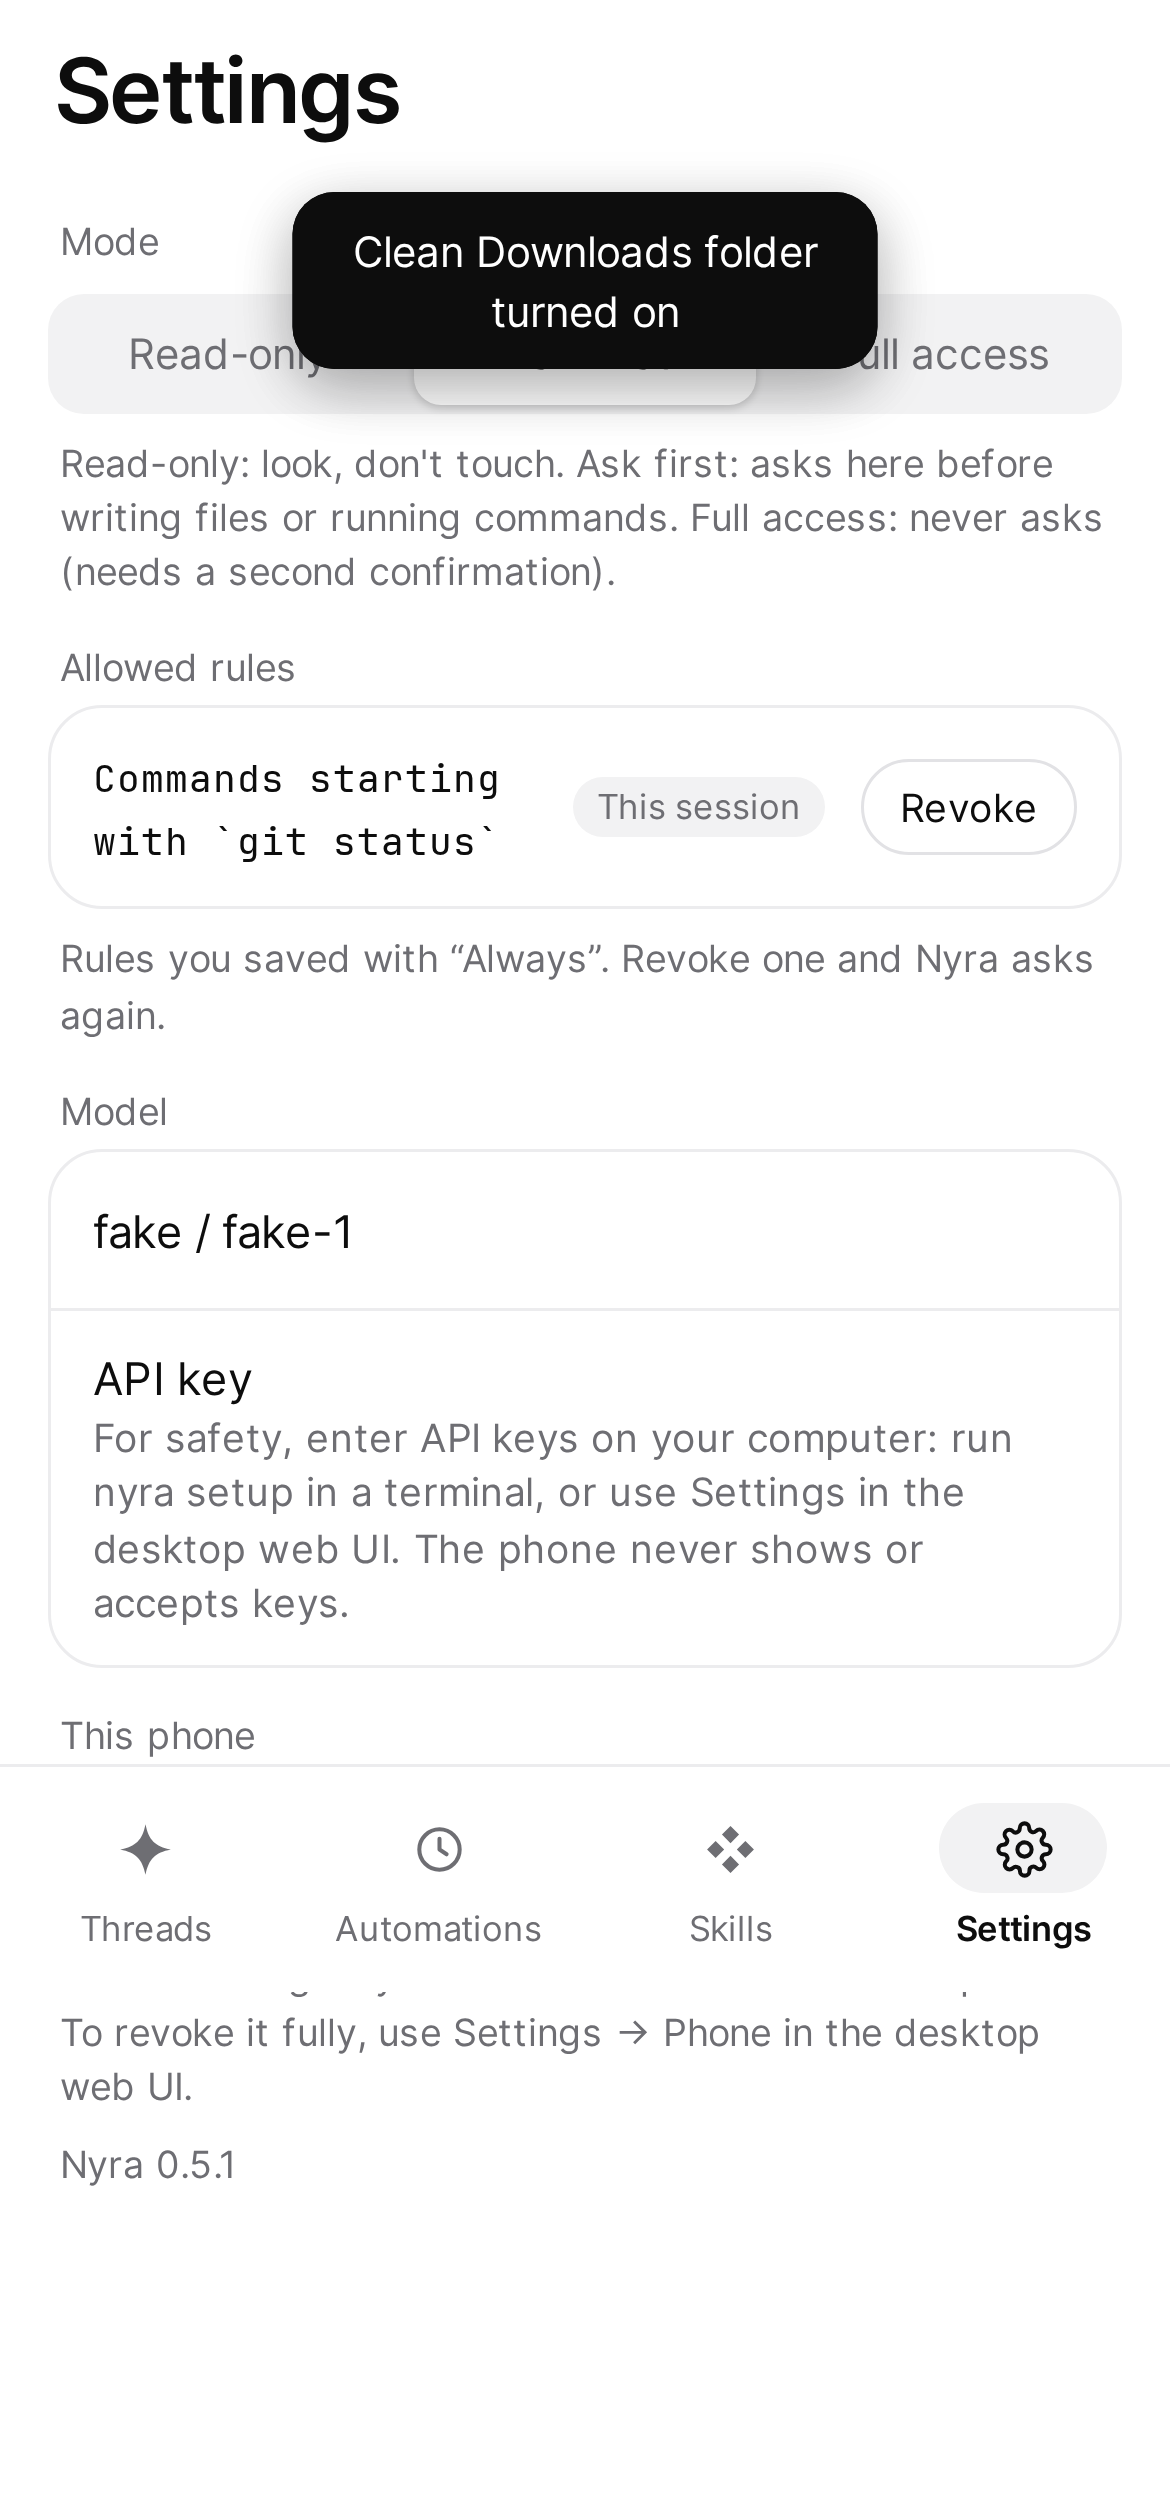 Settings
Mode
Clean Downloads folder
turned on
Read-only
access
Read-only: look, don't touch. Ask first: asks here before
writing files or running commands. Full access: never asks
(needs a second confirmation).
Allowed rules
Commands starting
with `git status`
This session
Revoke
Rules you saved with “Always”. Revoke one and Nyra asks
again.
Model
fake / fake-1
API key
For safety, enter API keys on your computer: run
nyra setup in a terminal, or use Settings in the
desktop web UI. The phone never shows or
accepts keys.
This phone
Threads
Automations
Skills
Settings
To revoke it fully, use Settings → Phone in the desktop
web UI.
Nyra 0.5.1